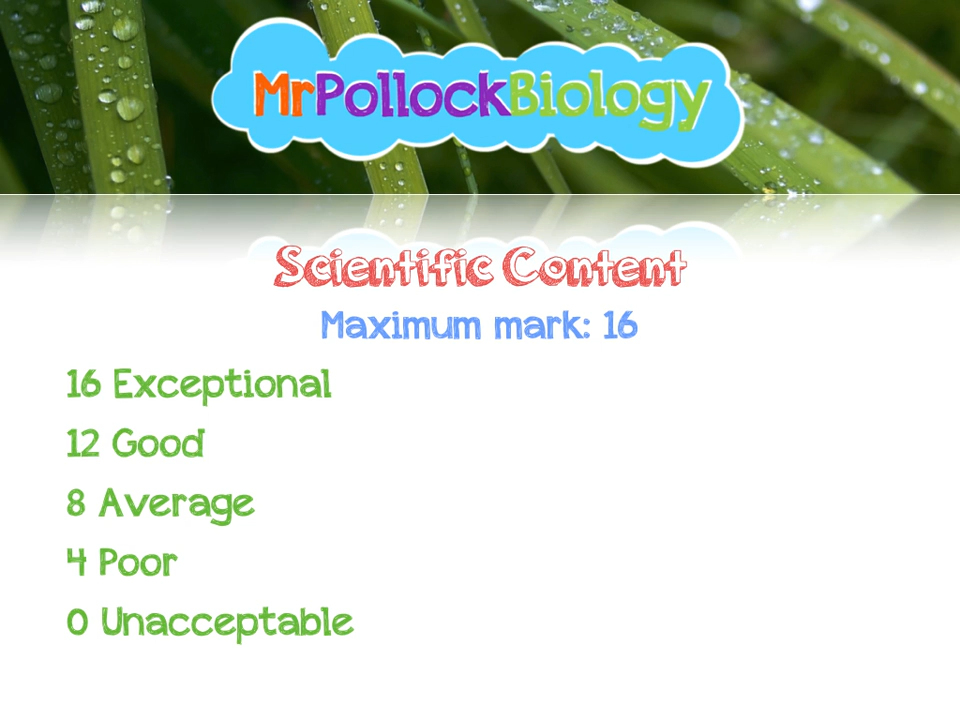 MrPollockBiology
Scientific Content
Maximum mark: 16
16 Exceptional
12 Good
8 Average
4 Poor
0 Unacceptable